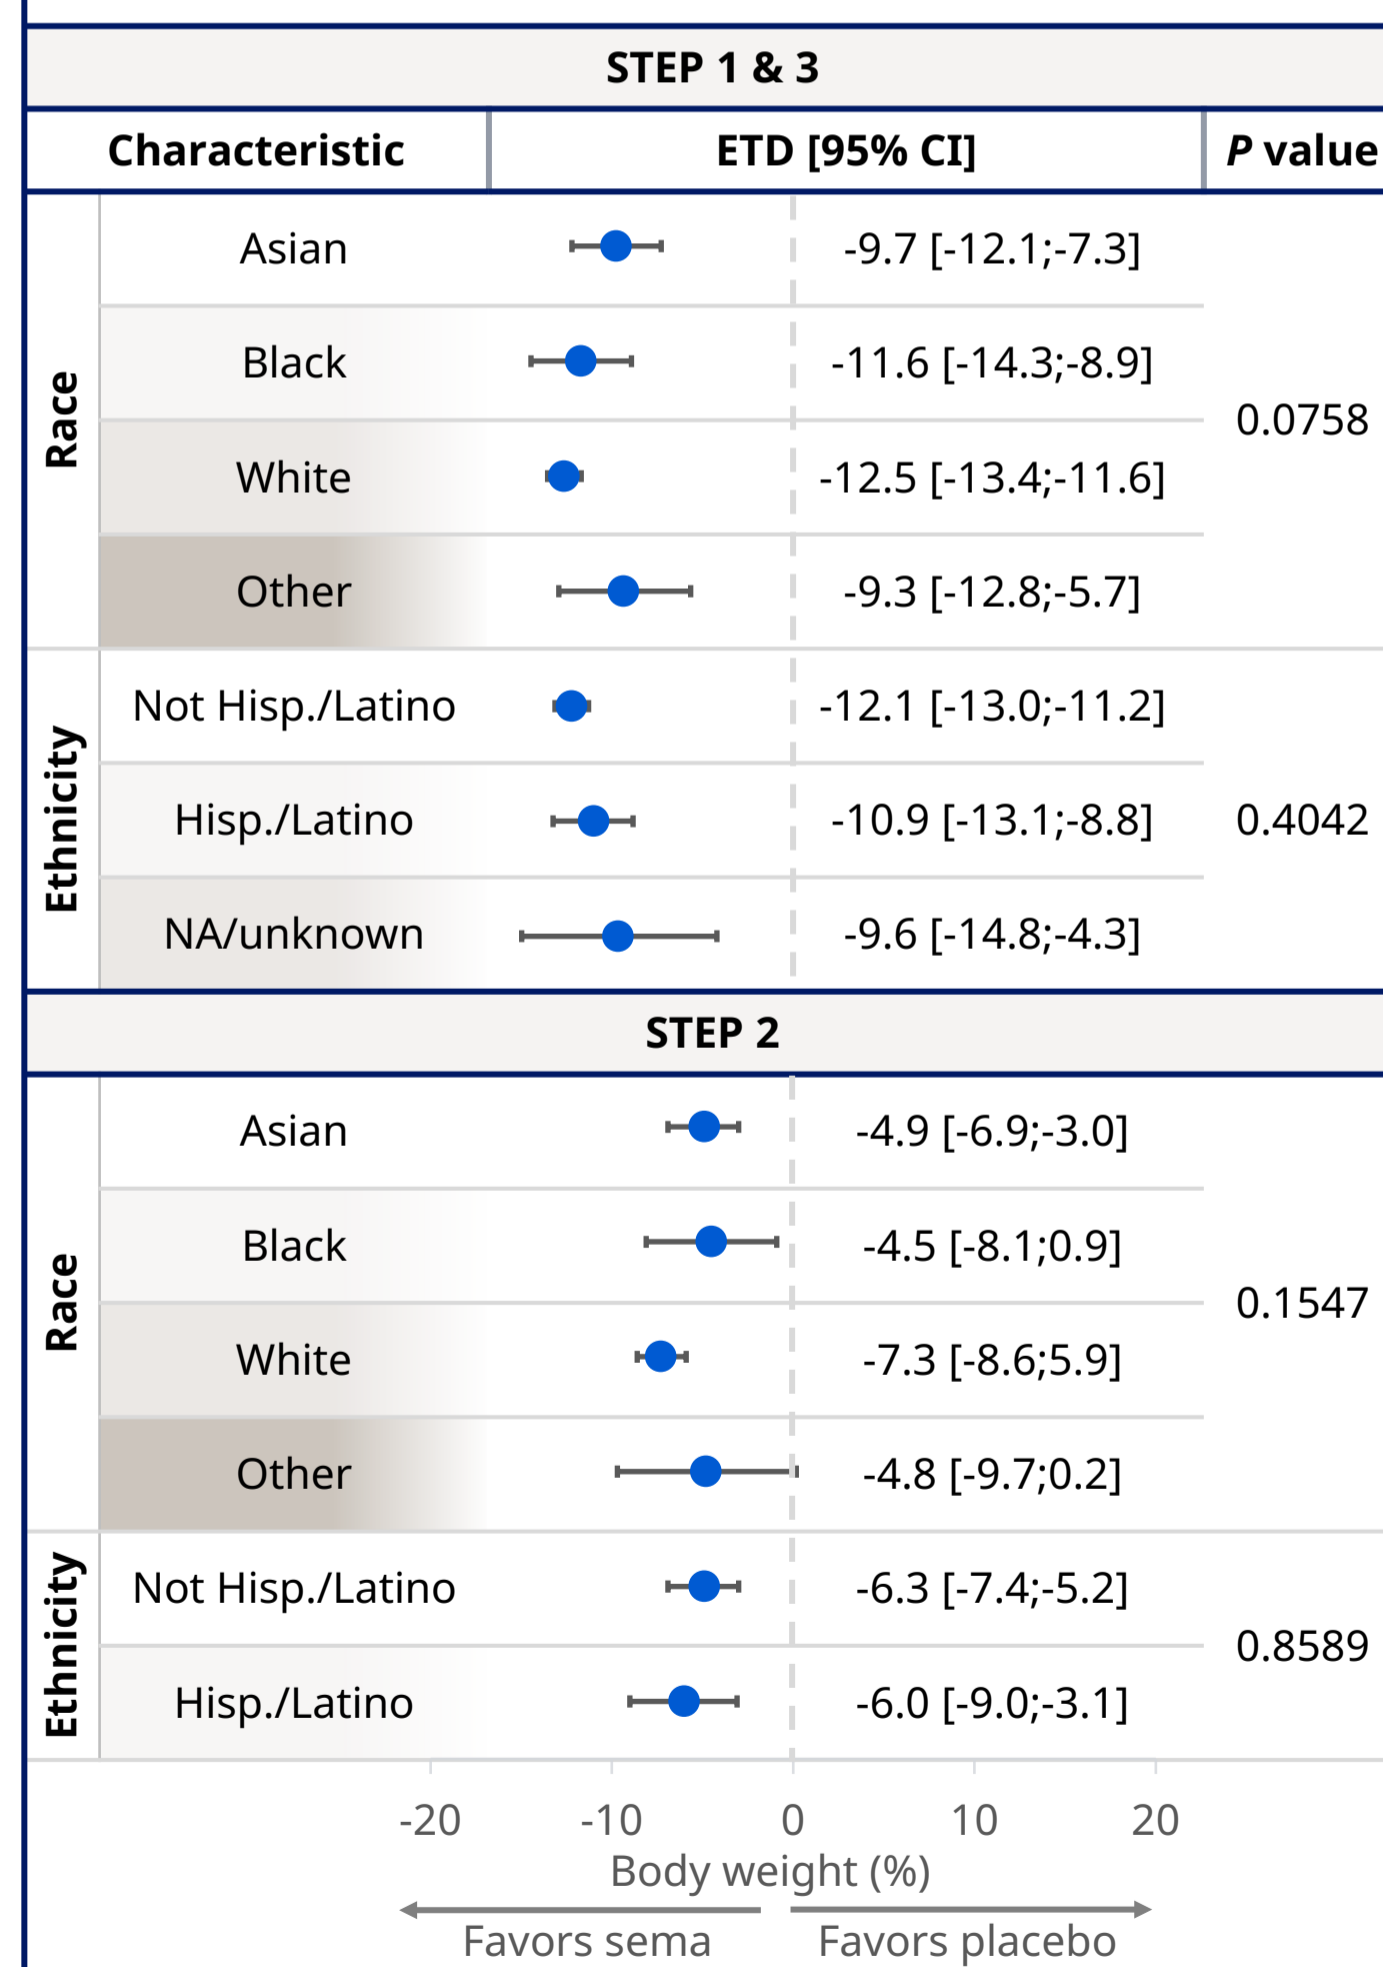 STEP 1 & 3
Characteristic ETD [95% CI] P value
Race
Asian -9.7 [-12.1;-7.3]
Black -11.6 [-14.3;-8.9]
0.0758
White -12.5 [-13.4;-11.6]
Other -9.3 [-12.8;-5.7]
Ethnicity
Not Hisp./Latino -12.1 [-13.0;-11.2]
Hisp./Latino -10.9 [-13.1;-8.8] 0.4042
NA/unknown -9.6 [-14.8;-4.3]
STEP 2
Race
Asian -4.9 [-6.9;-3.0]
Black -4.5 [-8.1;0.9]
0.1547
White -7.3 [-8.6;5.9]
Other -4.8 [-9.7;0.2]
Ethnicity
Not Hisp./Latino -6.3 [-7.4;-5.2]
0.8589
Hisp./Latino -6.0 [-9.0;-3.1]
-20 -10 0 10 20
Body weight (%)
Favors sema Favors placebo